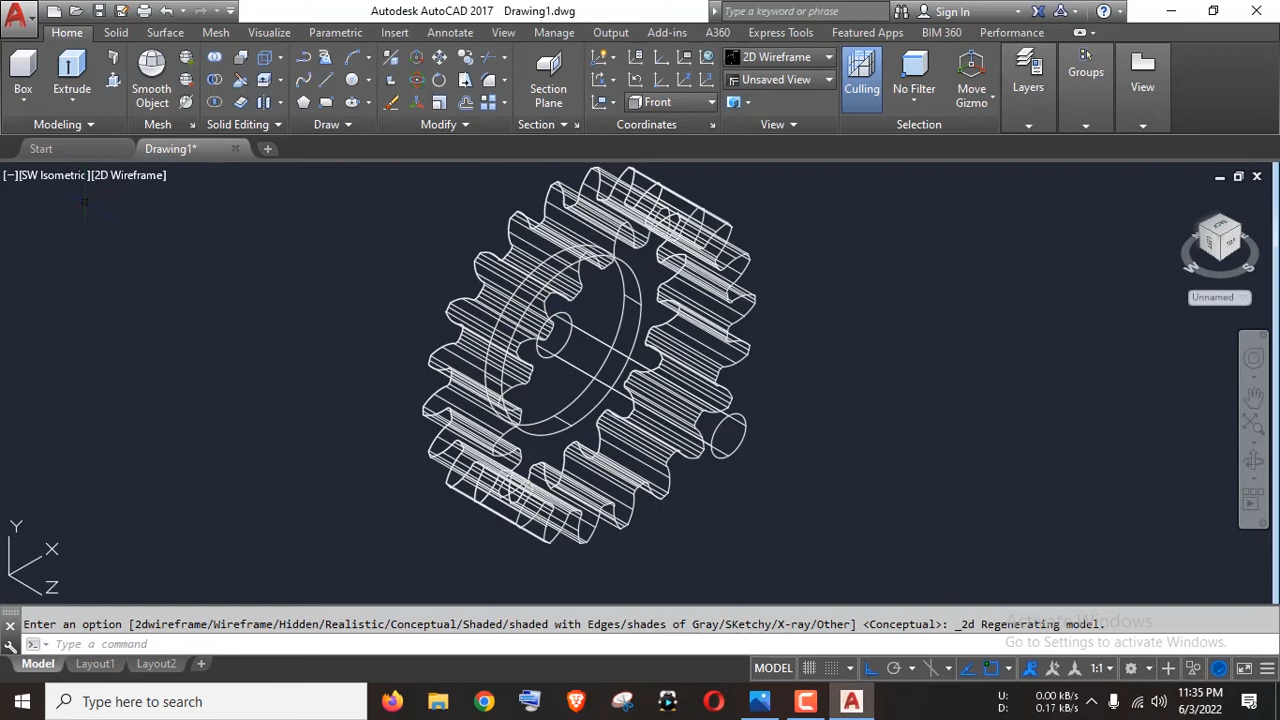 Autodesk AutoCAD 2017 Drawing1.dwg
Type a keyword or phrase
Sign In
Home Solid Surface Mesh Visualize Parametric Insert Annotate View Manage Output Add-ins A360 Express Tools Featured Apps BIM 360 Performance
Box
Extrude
Smooth Object
Section Plane
Front
2D Wireframe
Unsaved View
Culling
No Filter
Move Gizmo
Layers
Groups
View
Modeling Mesh Solid Editing Draw Modify Section Coordinates View Selection
Start Drawing1*
[−][SW Isometric][2D Wireframe]
W S
Unnamed
Y
X
Z
Enter an option [2dwireframe/Wireframe/Hidden/Realistic/Conceptual/Shaded/shaded with Edges/shades of Gray/SKetchy/X-ray/Other] <Conceptual>: _2d Regenerating model.
Activate Windows
Go to Settings to activate Windows.
Type a command
Model Layout1 Layout2
MODEL
1:1
Type here to search
U: 0.00 kB/s
D: 0.17 kB/s
11:35 PM
6/3/2022